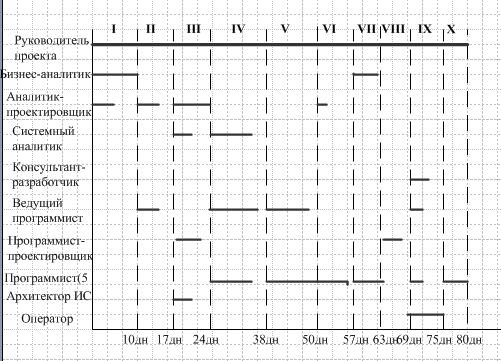 I II III IV V VI VII VIII IX X
Руководитель
проекта
Бизнес-аналитик
Аналитик-
проектировщик
Системный
аналитик
Консультант-
разработчик
Ведущий
программист
Программист-
проектировщик
Программист(5
Архитектор ИС
Оператор
10дн 17дн 24дн 38дн 50дн 57дн 63дн 69дн 75дн 80дн